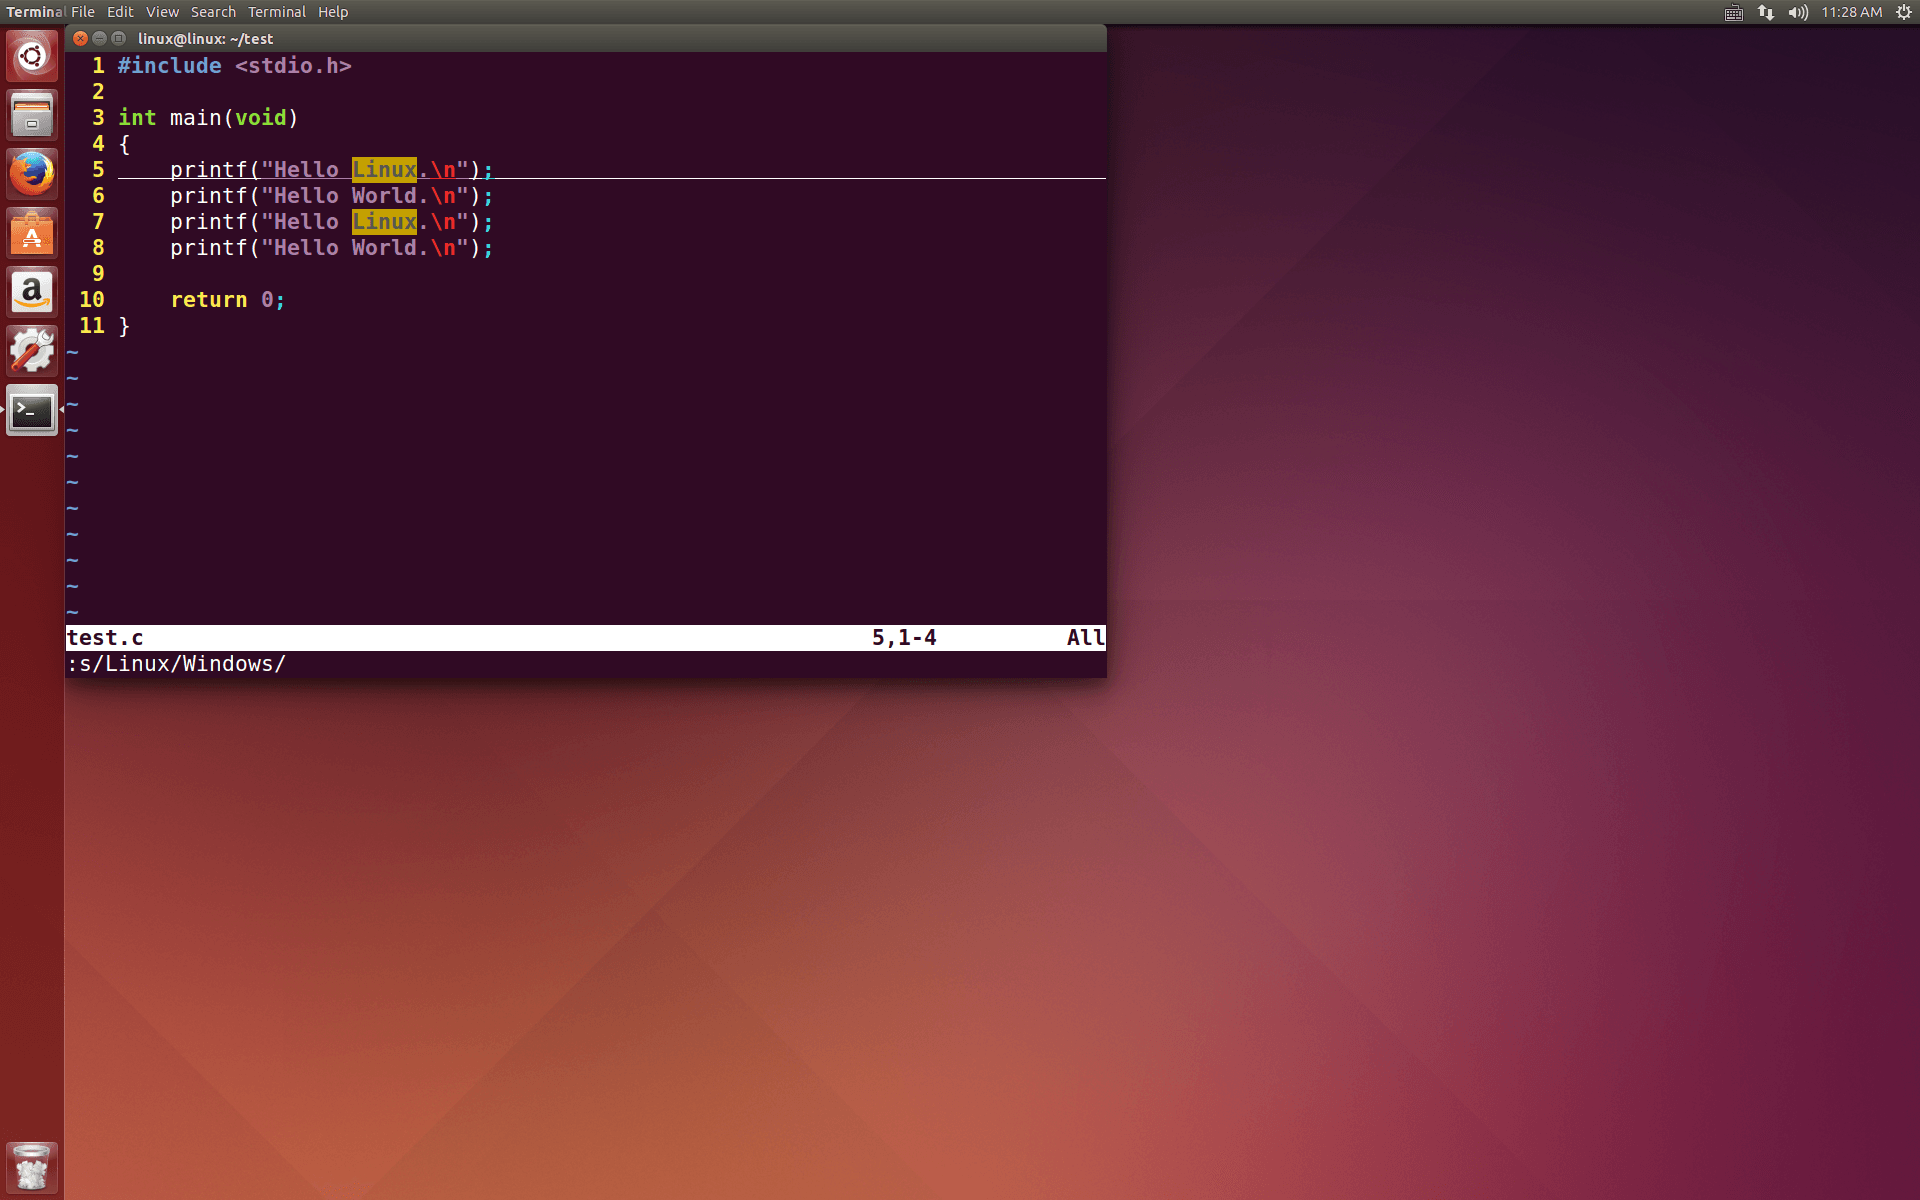 Terminal File Edit View Search Terminal Help 11:28 AM
linux@linux: ~/test
1 #include <stdio.h>
2
3 int main(void)
4 {
5     printf("Hello Linux.\n");
6     printf("Hello World.\n");
7     printf("Hello Linux.\n");
8     printf("Hello World.\n");
9
10     return 0;
11 }
~
~
~
~
~
~
~
~
~
~
~
test.c 5,1-4 All
:s/Linux/Windows/